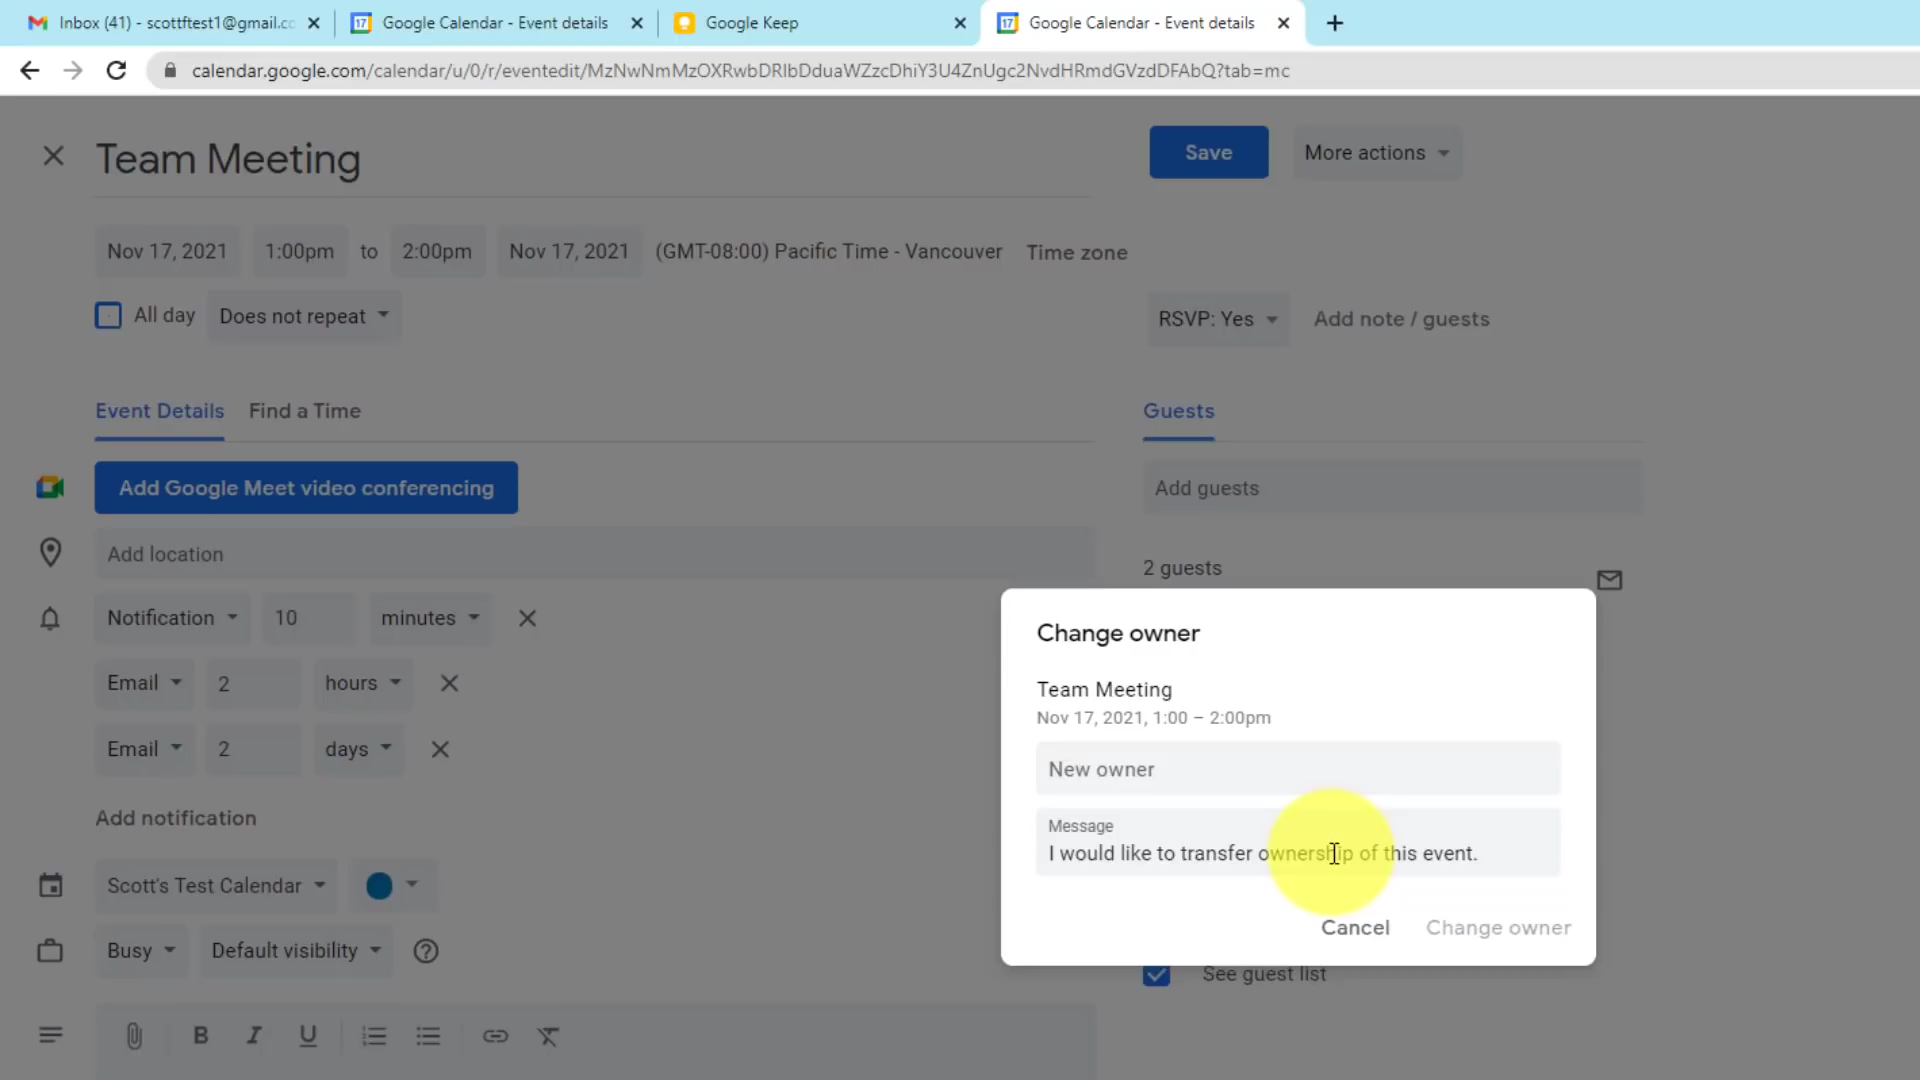 Inbox (41) - scottftest1@gmail.cc
17 Google Calendar - Event details
Google Keep
17 Google Calendar - Event details
calendar.google.com/calendar/u/0/r/eventedit/MzNwNmMzOXRwbDRlbDduaWZzcDhiY3U4ZnUgc2NvdHRmdGVzdDFAbQ?tab=mc
Team Meeting
Save
More actions
Nov 17, 2021 1:00pm to 2:00pm Nov 17, 2021 (GMT-08:00) Pacific Time - Vancouver Time zone
All day Does not repeat
RSVP: Yes Add note / guests
Event Details Find a Time
Guests
Add Google Meet video conferencing
Add guests
Add location
2 guests
Notification 10 minutes
Email 2 hours
Email 2 days
Add notification
Scott's Test Calendar
Busy Default visibility
B I U
Change owner
Team Meeting
Nov 17, 2021, 1:00 – 2:00pm
New owner
Message
I would like to transfer ownership of this event.
Cancel Change owner
See guest list